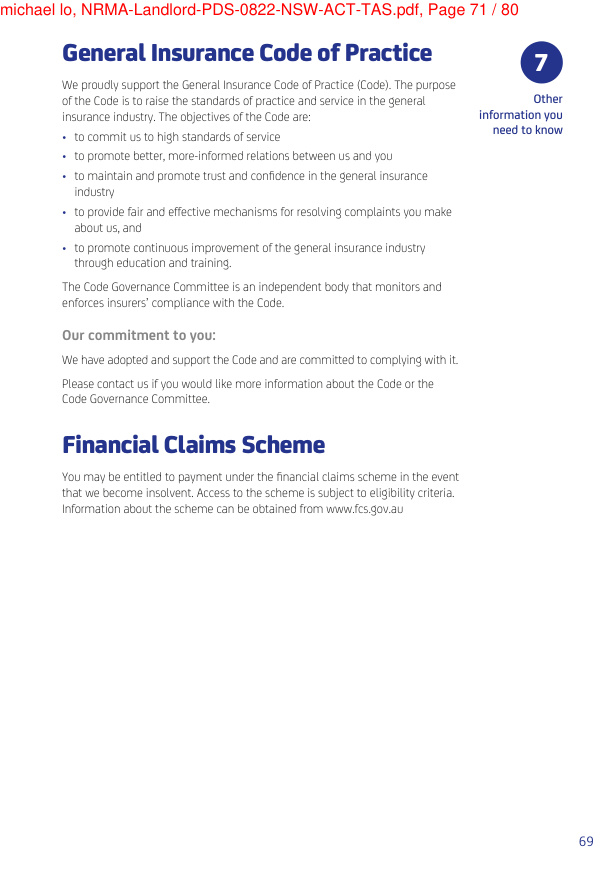 michael lo, NRMA-Landlord-PDS-0822-NSW-ACT-TAS.pdf, Page 71 / 80
General Insurance Code of Practice
We proudly support the General Insurance Code of Practice (Code). The purpose
of the Code is to raise the standards of practice and service in the general
insurance industry. The objectives of the Code are:
• to commit us to high standards of service
• to promote better, more-informed relations between us and you
• to maintain and promote trust and confidence in the general insurance
industry
• to provide fair and effective mechanisms for resolving complaints you make
about us, and
• to promote continuous improvement of the general insurance industry
through education and training.
The Code Governance Committee is an independent body that monitors and
enforces insurers’ compliance with the Code.
Our commitment to you:
We have adopted and support the Code and are committed to complying with it.
Please contact us if you would like more information about the Code or the
Code Governance Committee.
Financial Claims Scheme
You may be entitled to payment under the financial claims scheme in the event
that we become insolvent. Access to the scheme is subject to eligibility criteria.
Information about the scheme can be obtained from www.fcs.gov.au
7
Other
information you
need to know
69